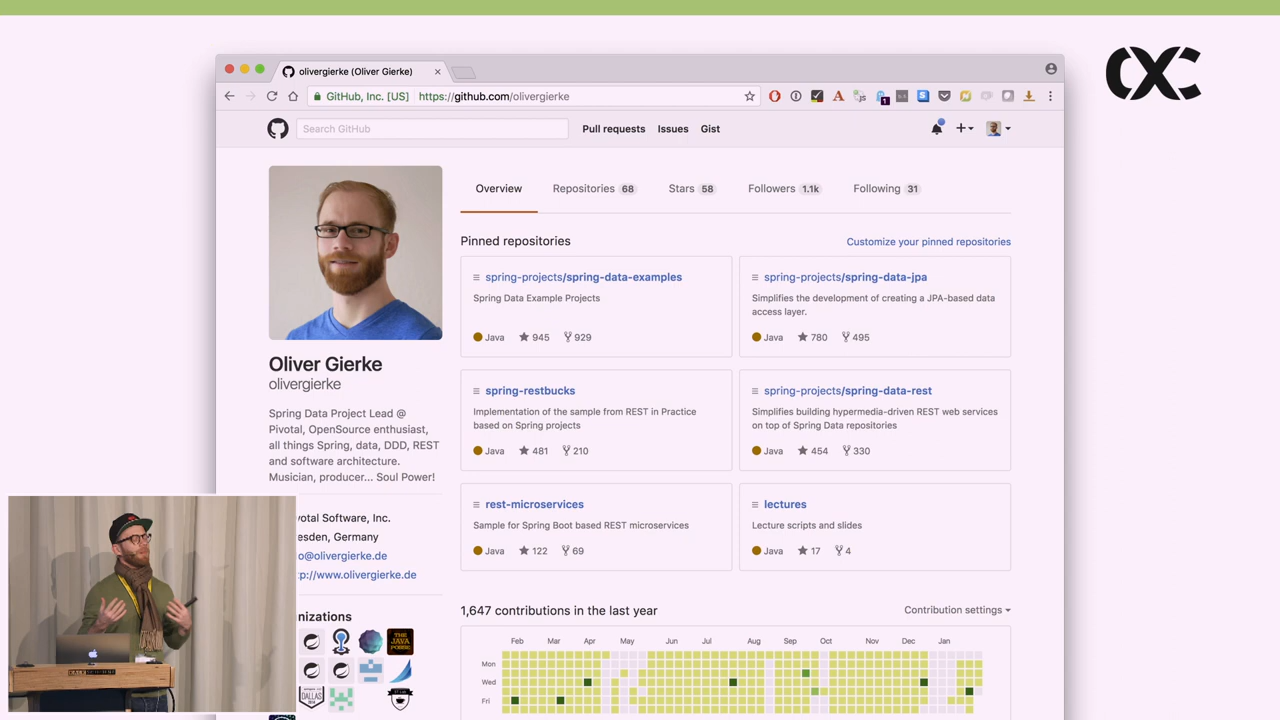 olivergierke (Oliver Gierke)
GitHub, Inc. [US] https://github.com/olivergierke
Search GitHub
Pull requests Issues Gist
Overview Repositories 68 Stars 58 Followers 1.1k Following 31
Pinned repositories Customize your pinned repositories
spring-projects/spring-data-examples
Spring Data Example Projects
Java 945 929
spring-projects/spring-data-jpa
Simplifies the development of creating a JPA-based data
access layer.
Java 780 495
spring-restbucks
Implementation of the sample from REST in Practice
based on Spring projects
Java 481 210
spring-projects/spring-data-rest
Simplifies building hypermedia-driven REST web services
on top of Spring Data repositories
Java 454 330
rest-microservices
Sample for Spring Boot based REST microservices
Java 122 69
lectures
Lecture scripts and slides
Java 17 4
Oliver Gierke
olivergierke
Spring Data Project Lead @
Pivotal, OpenSource enthusiast,
all things Spring, data, DDD, REST
and software architecture.
Musician, producer... Soul Power!
votal Software, Inc.
esden, Germany
o@olivergierke.de
tp://www.olivergierke.de
nizations
THE
JAVA
POSSE
DALLAS
1,647 contributions in the last year Contribution settings
Feb Mar Apr May Jun Jul Aug Sep Oct Nov Dec Jan
Mon
Wed
Fri